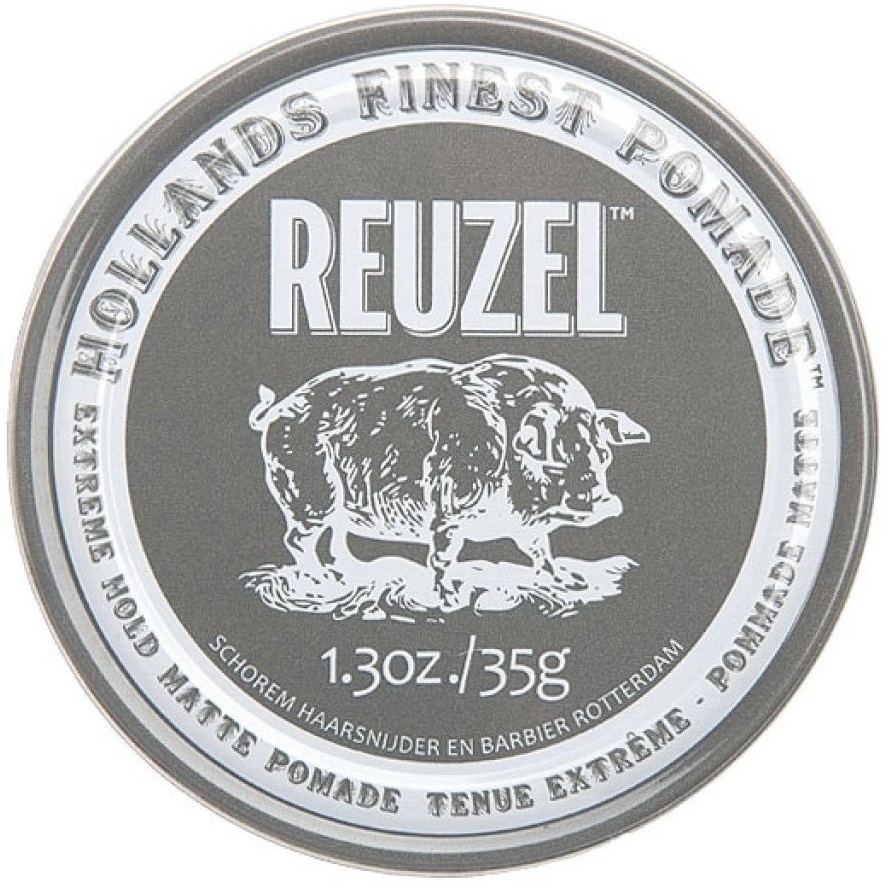 HOLLANDS FINEST POMADE™
REUZEL™
1.3oz./35g
SCHOREM HAARSNIJDER EN BARBIER ROTTERDAM
EXTREME HOLD MATTE POMADE
TENUE EXTRÊME - POMMADE MATTE